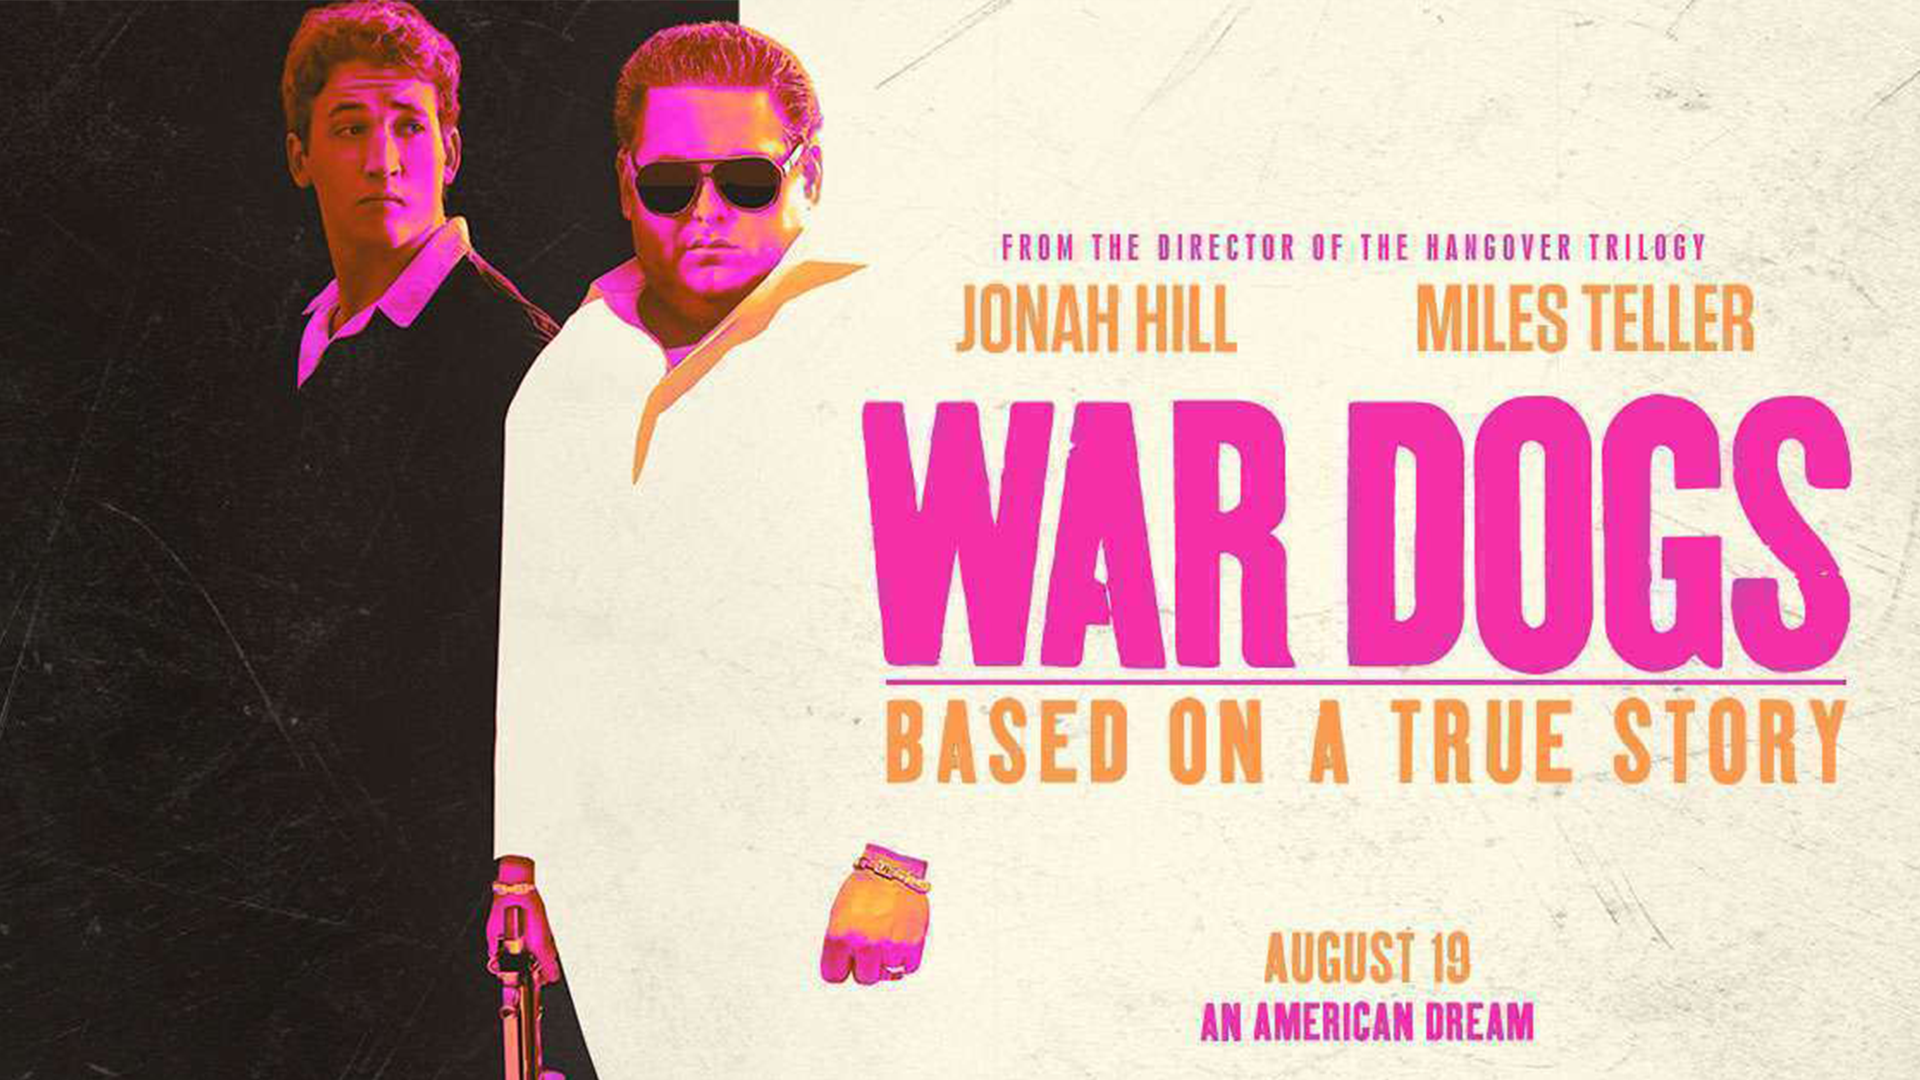 FROM THE DIRECTOR OF THE HANGOVER TRILOGY
JONAH HILL MILES TELLER
WAR DOGS
BASED ON A TRUE STORY
AUGUST 19
AN AMERICAN DREAM